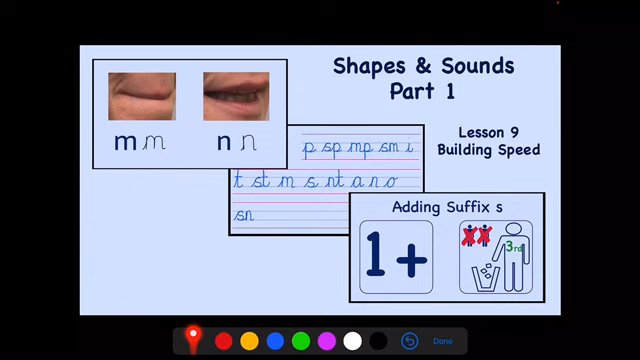 Shapes & Sounds
Part 1
Lesson 9
Building Speed
m m n n
p sp mp sm i
t st m s nt a n o
sn
Adding Suffix s
1+
3rd
Done